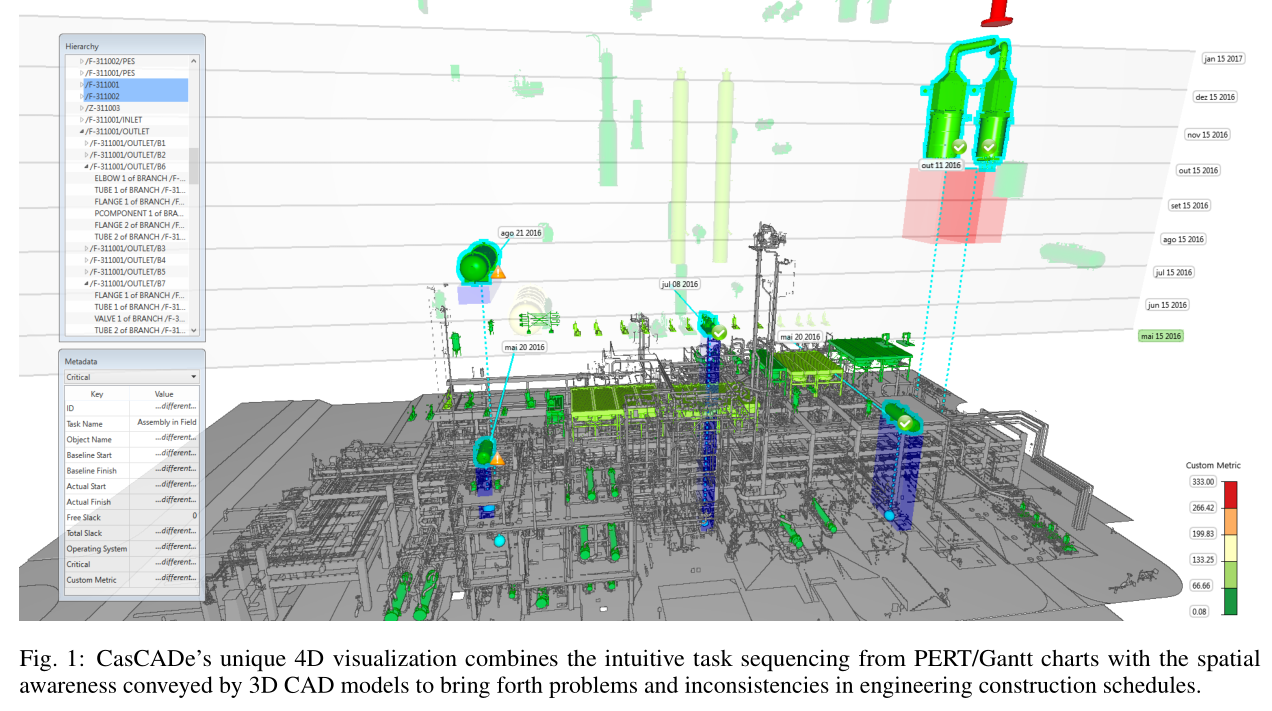 Hierarchy
/F-311002/PES
/F-311001/PES
/F-311001
/F-311002
/Z-311003
/F-311001/INLET
/F-311001/OUTLET
/F-311001/OUTLET/B1
/F-311001/OUTLET/B2
/F-311001/OUTLET/B6
ELBOW 1 of BRANCH /F-...
TUBE 1 of BRANCH /F-31...
FLANGE 1 of BRANCH /F...
PCOMPONENT 1 of BRA...
FLANGE 2 of BRANCH /F...
TUBE 2 of BRANCH /F-31...
/F-311001/OUTLET/B3
/F-311001/OUTLET/B4
/F-311001/OUTLET/B5
/F-311001/OUTLET/B7
FLANGE 1 of BRANCH /F...
TUBE 1 of BRANCH /F-31...
VALVE 1 of BRANCH /F-3...
TUBE 2 of BRANCH /F-31...
Metadata
Critical
Key Value
ID ...different...
Task Name Assembly in Field
Object Name ...different...
Baseline Start ...different...
Baseline Finish ...different...
Actual Start ...different...
Actual Finish ...different...
Free Slack 0
Total Slack ...different...
Operating System ...different...
Critical ...different...
Custom Metric ...different...
ago 21 2016
mai 20 2016
jul 08 2016
mai 20 2016
out 11 2016
jan 15 2017
dez 15 2016
nov 15 2016
out 15 2016
set 15 2016
ago 15 2016
jul 15 2016
jun 15 2016
mai 15 2016
Custom Metric
333.00
266.42
199.83
133.25
66.66
0.08
Fig. 1: CasCADe's unique 4D visualization combines the intuitive task sequencing from PERT/Gantt charts with the spatial
awareness conveyed by 3D CAD models to bring forth problems and inconsistencies in engineering construction schedules.